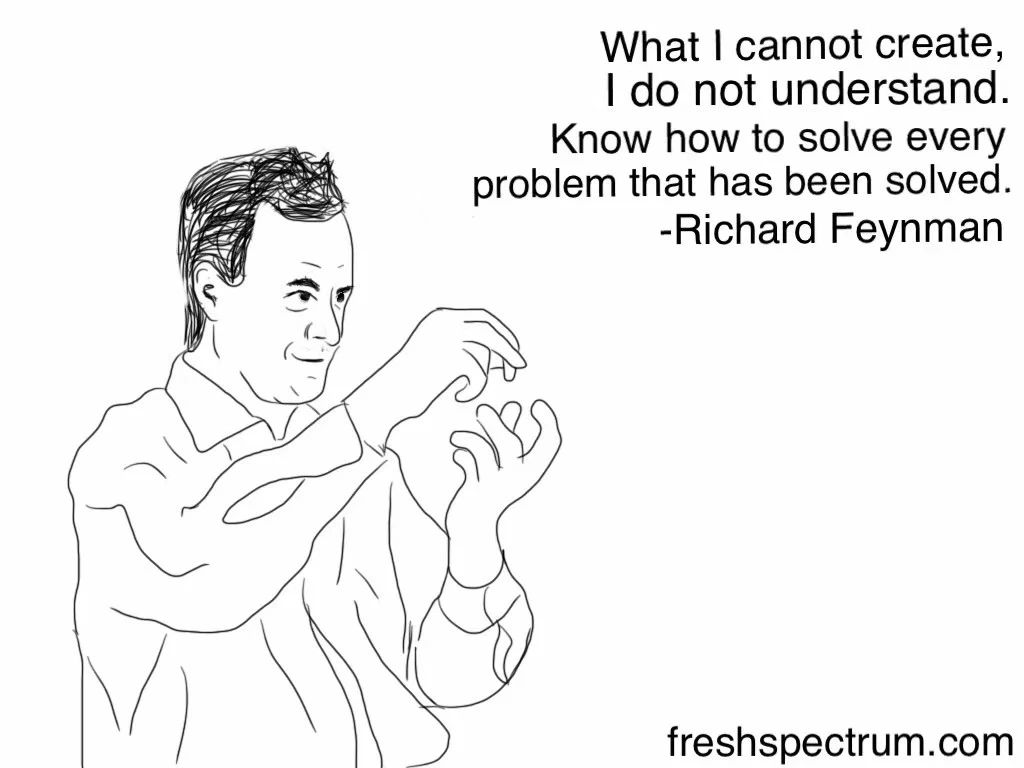 What I cannot create,
I do not understand.
Know how to solve every
problem that has been solved.
-Richard Feynman
freshspectrum.com